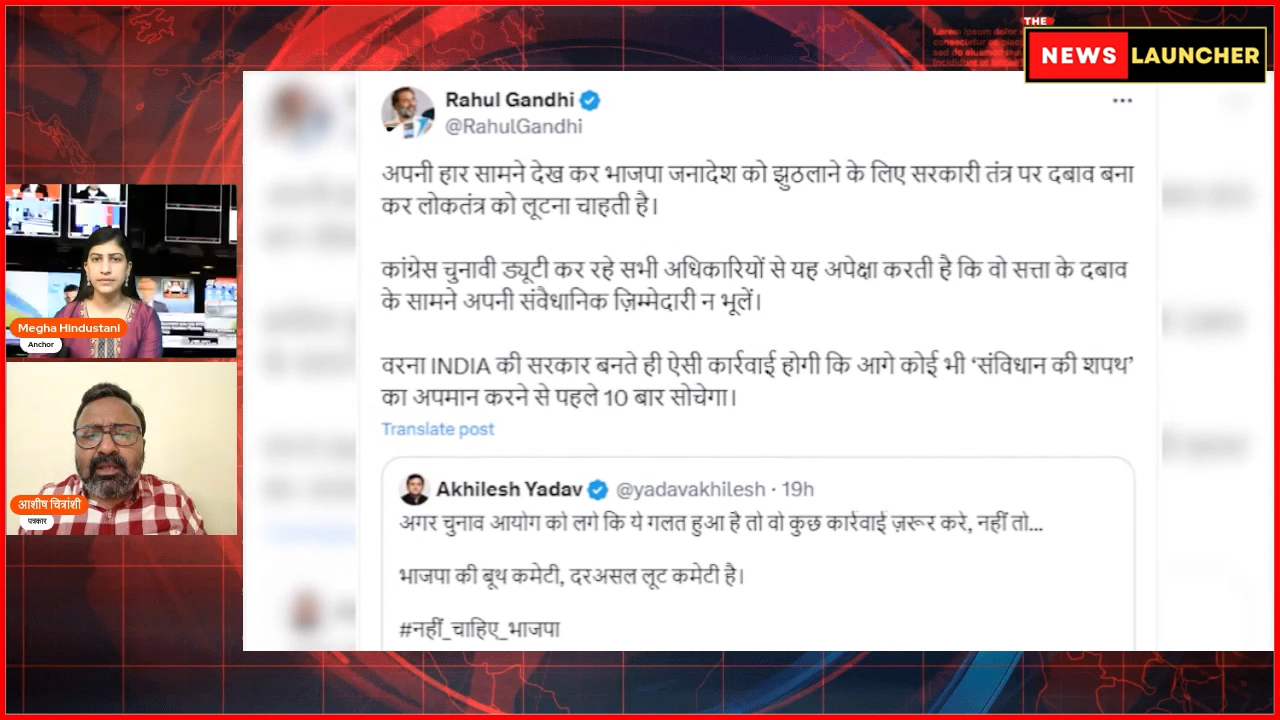 THE
NEWS LAUNCHER
Lorem ipsum dolor
Rahul Gandhi
@RahulGandhi
अपनी हार सामने देख कर भाजपा जनादेश को झुठलाने के लिए सरकारी तंत्र पर दबाव बना
कर लोकतंत्र को लूटना चाहती है।
कांग्रेस चुनावी ड्यूटी कर रहे सभी अधिकारियों से यह अपेक्षा करती है कि वो सत्ता के दबाव
के सामने अपनी संवैधानिक ज़िम्मेदारी न भूलें।
वरना INDIA की सरकार बनते ही ऐसी कार्रवाई होगी कि आगे कोई भी ‘संविधान की शपथ’
का अपमान करने से पहले 10 बार सोचेगा।
Translate post
Akhilesh Yadav @yadavakhilesh · 19h
अगर चुनाव आयोग को लगे कि ये गलत हुआ है तो वो कुछ कार्रवाई ज़रूर करे, नहीं तो...
भाजपा की बूथ कमेटी, दरअसल लूट कमेटी है।
#नहीं_चाहिए_भाजपा
Megha Hindustani
Anchor
आशीष चित्रांशी
पत्रकार